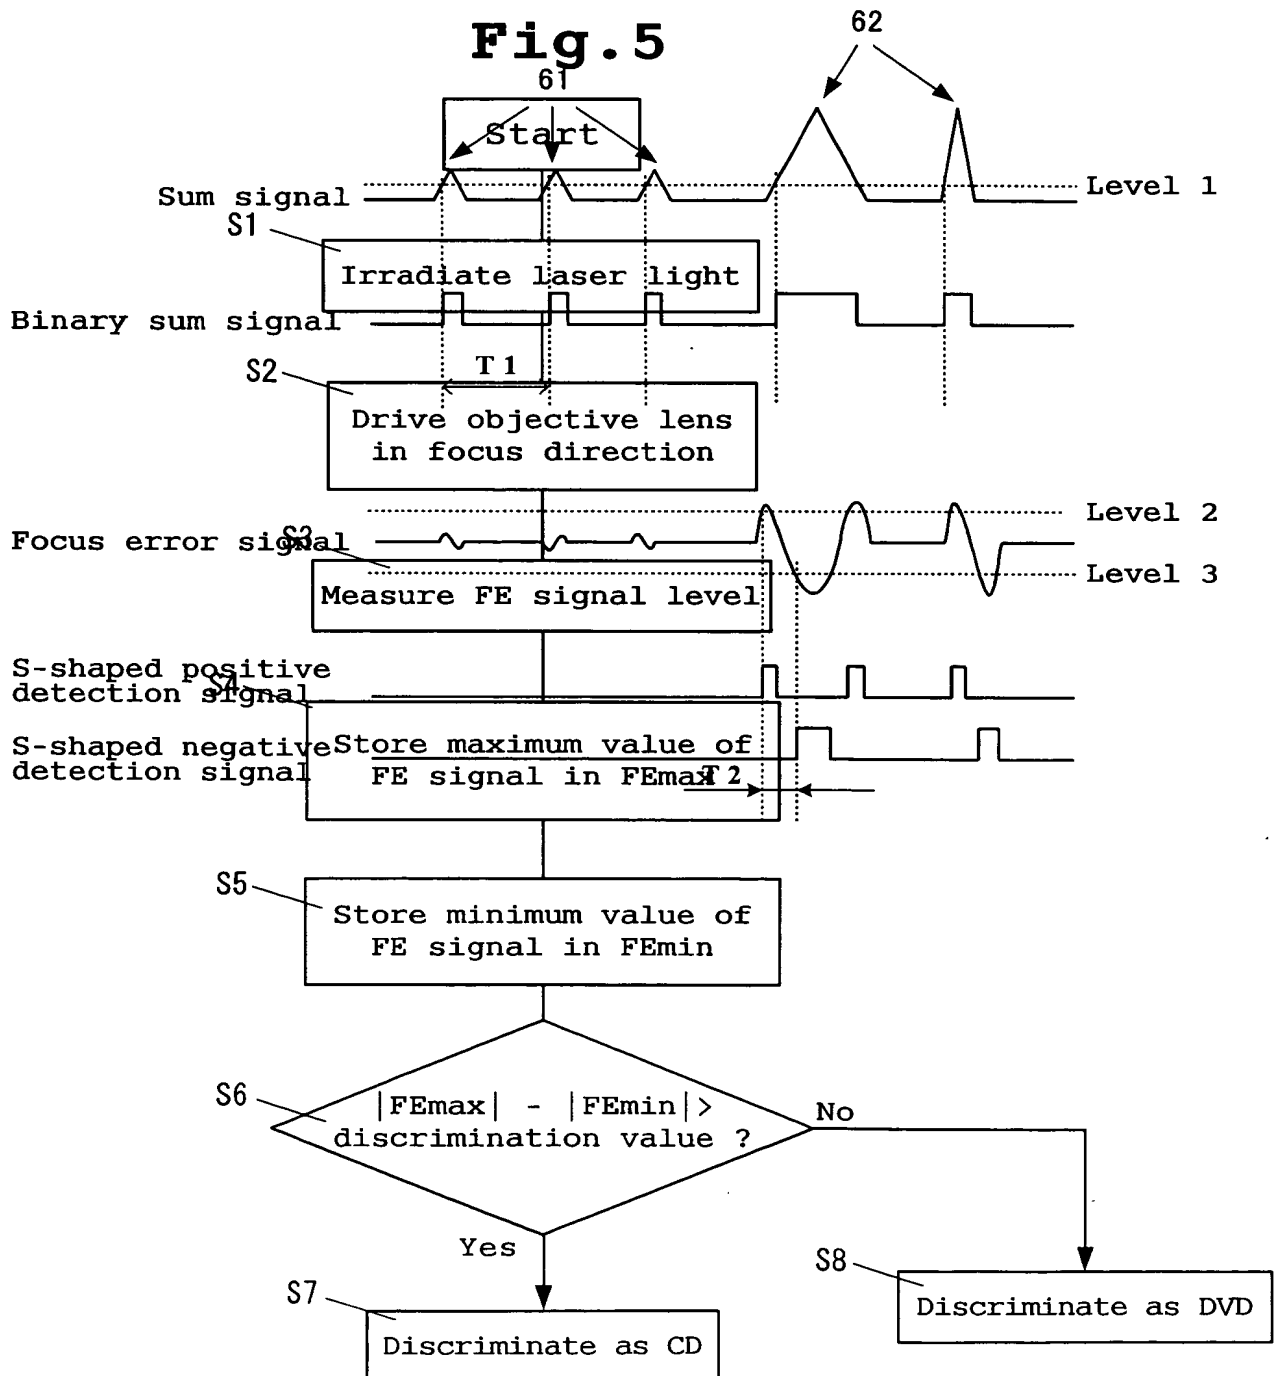 Fig.5
62
61
Start
Sum signal
Level 1
S1
Irradiate laser light
Binary sum signal
S2
T 1
Drive objective lens
in focus direction
Level 2
S3
Focus error signal
Level 3
Measure FE signal level
S-shaped positive
detection signal
S4
S-shaped negative
detection signal
Store maximum value of
FE signal in FEmax
T 2
S5
Store minimum value of
FE signal in FEmin
S6
|FEmax| - |FEmin|>
discrimination value ?
No
Yes
S8
Discriminate as DVD
S7
Discriminate as CD